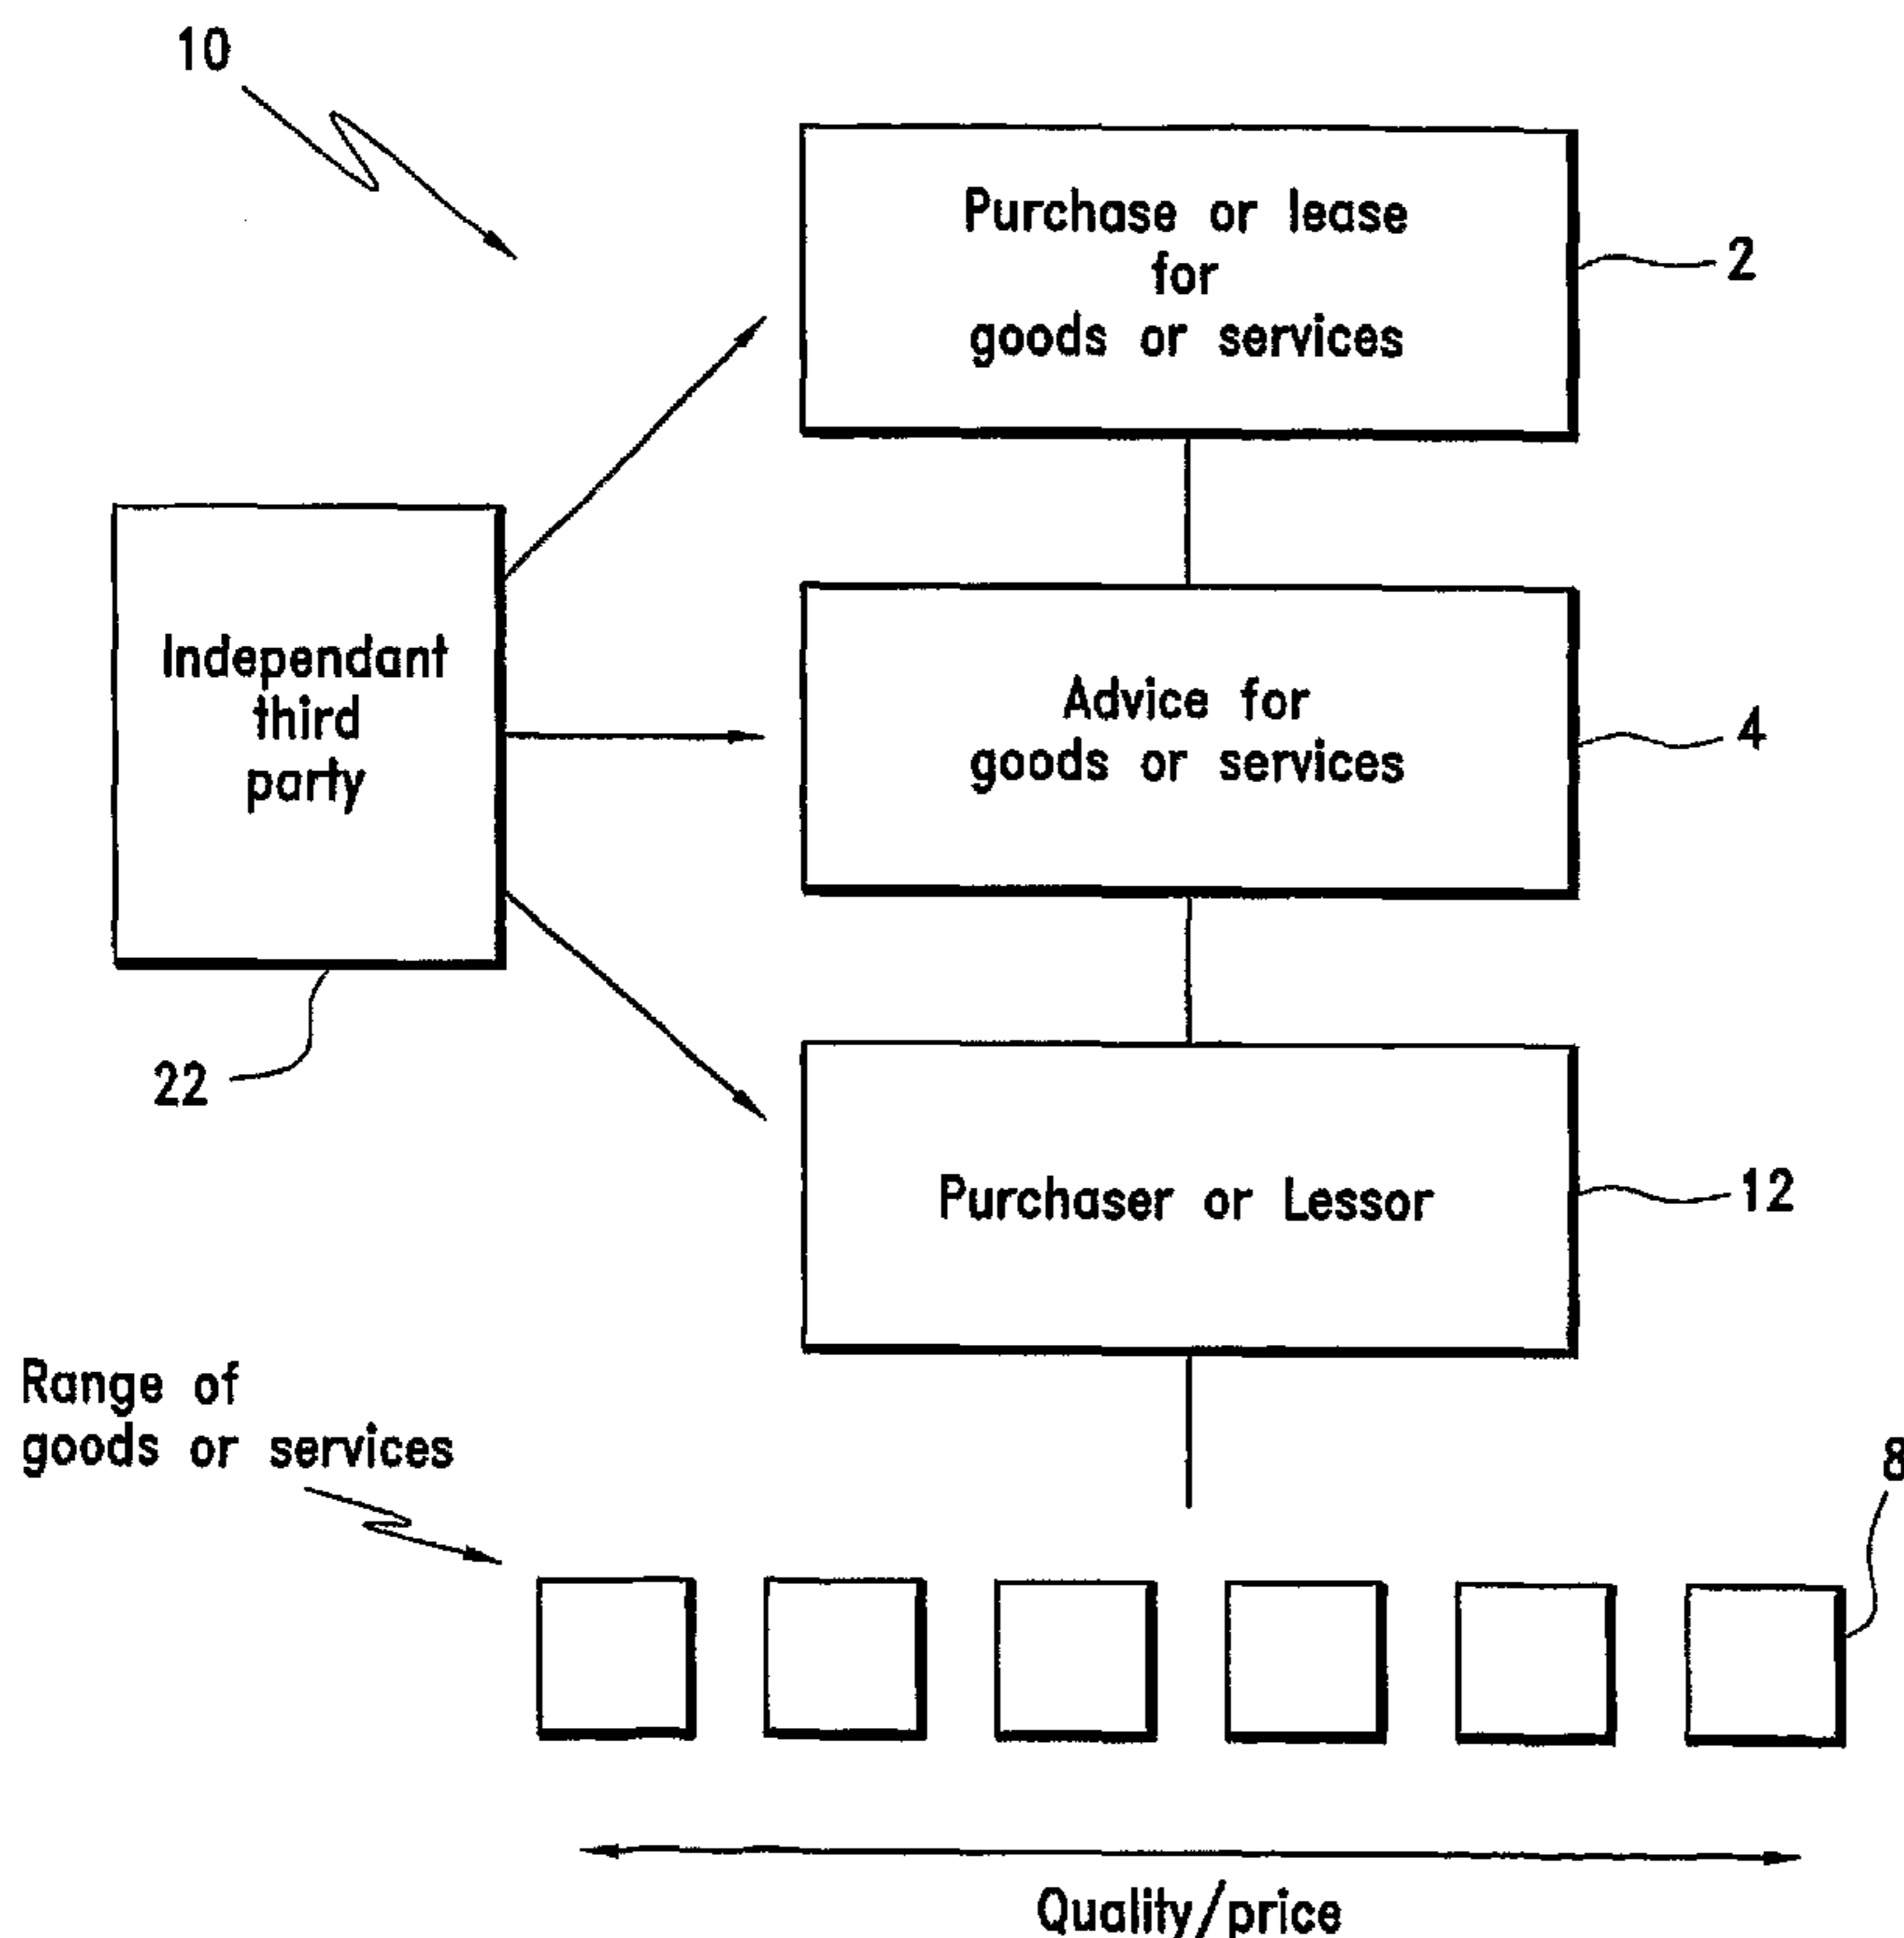 10
Purchase or lease
for
goods or services
2
Independant
third
party
22
Advice for
goods or services
4
Purchaser or Lessor
12
Range of
goods or services
8
Quality/price